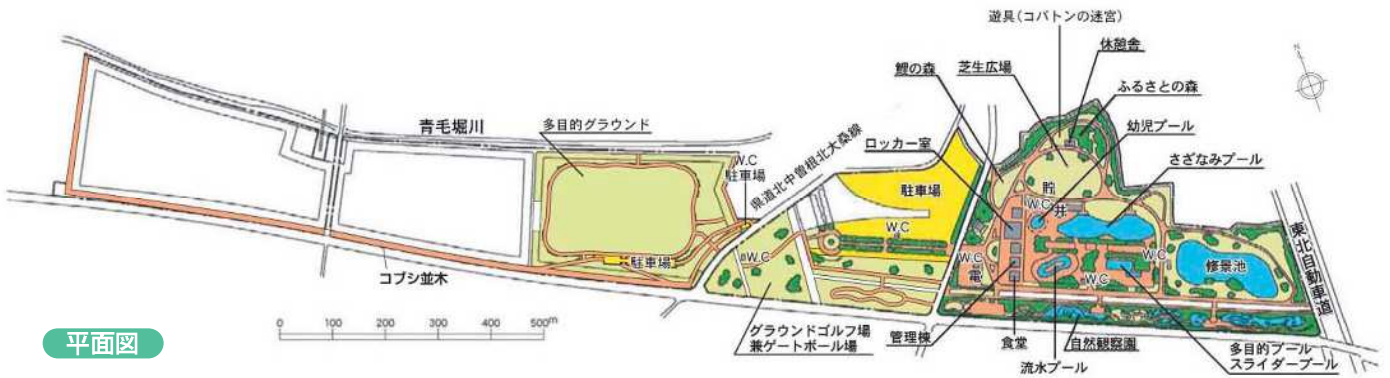 遊具(コバトンの迷宮)
休憩舎
鯉の森
芝生広場
ふるさとの森
N
青毛堀川
多目的グラウンド
県道北中曽根北大桑線
ロッカー室
幼児プール
さざなみプール
W.C
駐車場
駐車場
貯
W.C
井
W.C
W.C
東北自動車道
駐車場
W.C
W.C
電
W.C
W.C
修景池
コブシ並木
0 100 200 300 400 500m
平面図
グラウンドゴルフ場
兼ゲートボール場
管理棟
食堂
流水プール
自然観察園
多目的プール
スライダープール